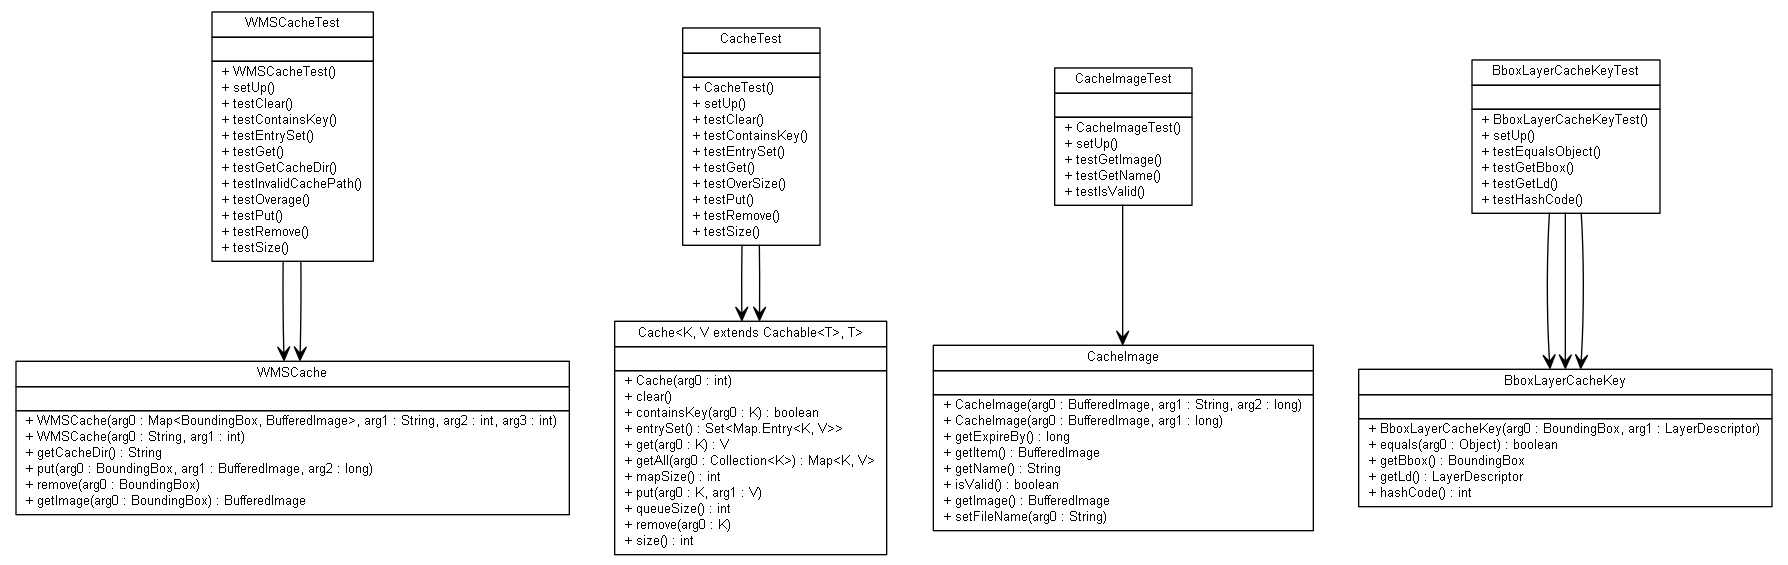 WMSCacheTest
+ WMSCacheTest()
+ setUp()
+ testClear()
+ testContainsKey()
+ testEntrySet()
+ testGet()
+ testGetCacheDir()
+ testInvalidCachePath()
+ testOverage()
+ testPut()
+ testRemove()
+ testSize()
WMSCache
+ WMSCache(arg0 : Map<BoundingBox, BufferedImage>, arg1 : String, arg2 : int, arg3 : int)
+ WMSCache(arg0 : String, arg1 : int)
+ getCacheDir() : String
+ put(arg0 : BoundingBox, arg1 : BufferedImage, arg2 : long)
+ remove(arg0 : BoundingBox)
+ getImage(arg0 : BoundingBox) : BufferedImage
CacheTest
+ CacheTest()
+ setUp()
+ testClear()
+ testContainsKey()
+ testEntrySet()
+ testGet()
+ testOverSize()
+ testPut()
+ testRemove()
+ testSize()
Cache<K, V extends Cachable<T>, T>
+ Cache(arg0 : int)
+ clear()
+ containsKey(arg0 : K) : boolean
+ entrySet() : Set<Map.Entry<K, V>>
+ get(arg0 : K) : V
+ getAll(arg0 : Collection<K>) : Map<K, V>
+ mapSize() : int
+ put(arg0 : K, arg1 : V)
+ queueSize() : int
+ remove(arg0 : K)
+ size() : int
CacheImageTest
+ CacheImageTest()
+ setUp()
+ testGetImage()
+ testGetName()
+ testIsValid()
CacheImage
+ CacheImage(arg0 : BufferedImage, arg1 : String, arg2 : long)
+ CacheImage(arg0 : BufferedImage, arg1 : long)
+ getExpireBy() : long
+ getItem() : BufferedImage
+ getName() : String
+ isValid() : boolean
+ getImage() : BufferedImage
+ setFileName(arg0 : String)
BboxLayerCacheKeyTest
+ BboxLayerCacheKeyTest()
+ setUp()
+ testEqualsObject()
+ testGetBbox()
+ testGetLd()
+ testHashCode()
BboxLayerCacheKey
+ BboxLayerCacheKey(arg0 : BoundingBox, arg1 : LayerDescriptor)
+ equals(arg0 : Object) : boolean
+ getBbox() : BoundingBox
+ getLd() : LayerDescriptor
+ hashCode() : int